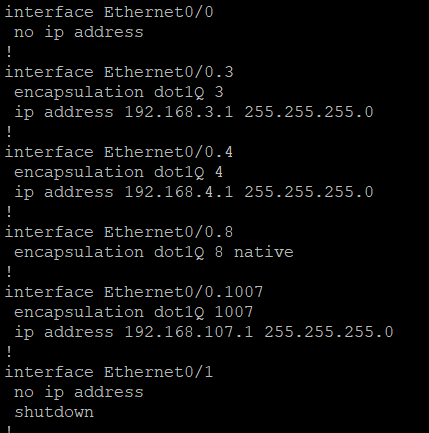 interface Ethernet0/0
 no ip address
!
interface Ethernet0/0.3
 encapsulation dot1Q 3
 ip address 192.168.3.1 255.255.255.0
!
interface Ethernet0/0.4
 encapsulation dot1Q 4
 ip address 192.168.4.1 255.255.255.0
!
interface Ethernet0/0.8
 encapsulation dot1Q 8 native
!
interface Ethernet0/0.1007
 encapsulation dot1Q 1007
 ip address 192.168.107.1 255.255.255.0
!
interface Ethernet0/1
 no ip address
 shutdown
!